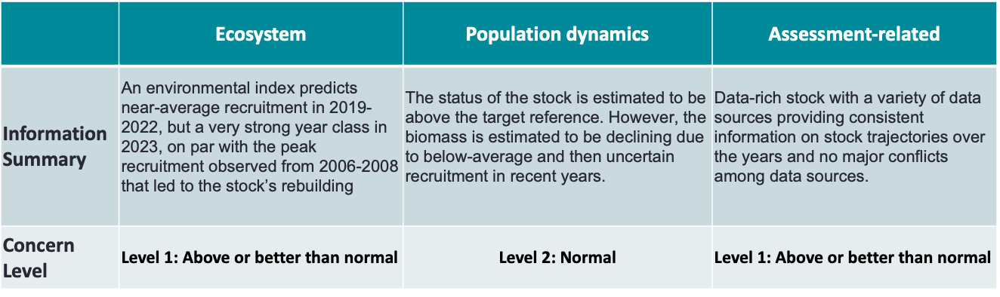 Ecosystem
Population dynamics
Assessment-related
Information
Summary
An environmental index predicts
near-average recruitment in 2019-
2022, but a very strong year class in
2023, on par with the peak
recruitment observed from 2006-2008
that led to the stock’s rebuilding
The status of the stock is estimated to be
above the target reference. However, the
biomass is estimated to be declining due
to below-average and then uncertain
recruitment in recent years.
Data-rich stock with a variety of data
sources providing consistent
information on stock trajectories over
the years and no major conflicts
among data sources.
Concern
Level
Level 1: Above or better than normal
Level 2: Normal
Level 1: Above or better than normal